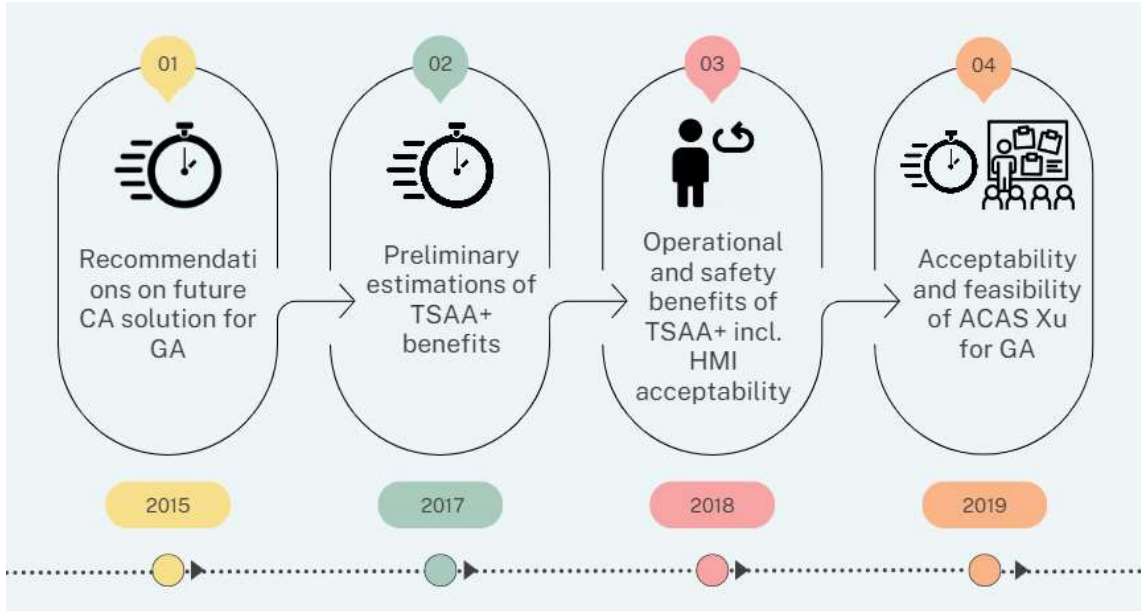 01
Recommendati
ons on future
CA solution for
GA
2015
02
Preliminary
estimations of
TSAA+
benefits
2017
03
Operational
and safety
benefits of
TSAA+ incl.
HMI
acceptability
2018
04
Acceptability
and feasibility
of ACAS Xu
for GA
2019